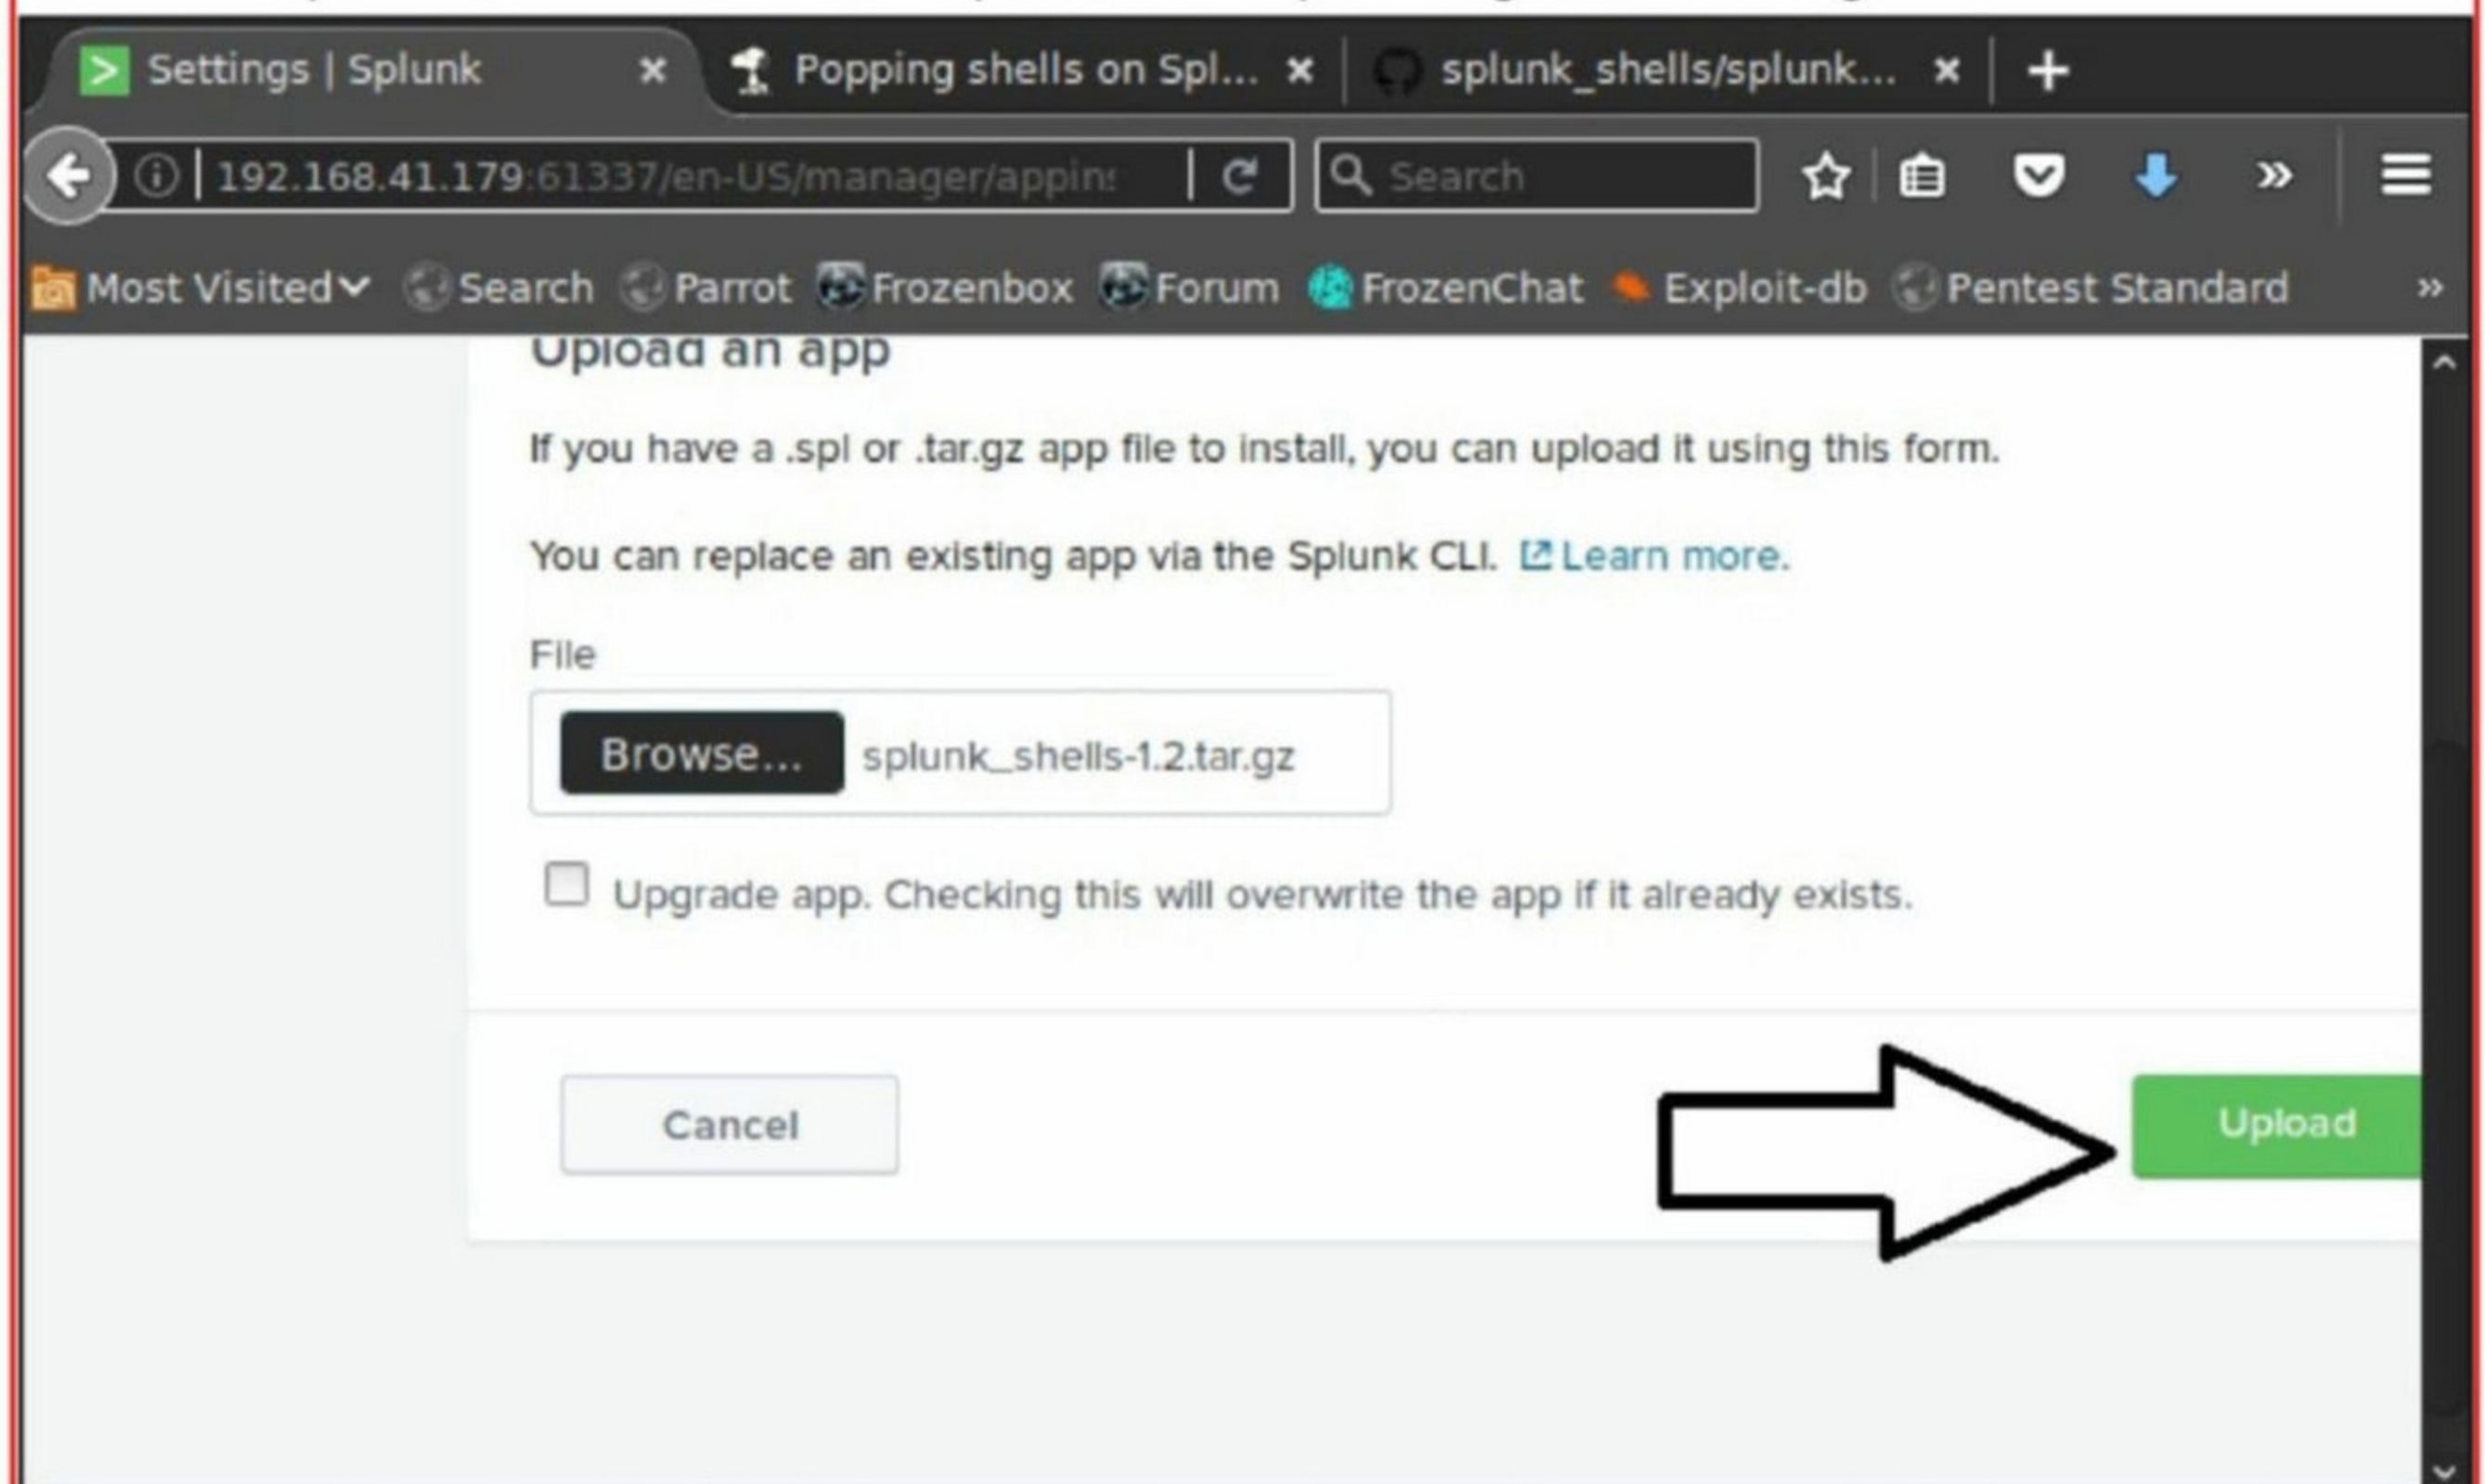 Settings | Splunk
Popping shells on Spl...
splunk_shells/splunk...
192.168.41.179:61337/en-US/manager/appins
Search
Most Visited
Search
Parrot
Frozenbox
Forum
FrozenChat
Exploit-db
Pentest Standard
Upload an app
If you have a .spl or .tar.gz app file to install, you can upload it using this form.
You can replace an existing app via the Splunk CLI. Learn more.
File
Browse... splunk_shells-1.2.tar.gz
Upgrade app. Checking this will overwrite the app if it already exists.
Cancel
Upload